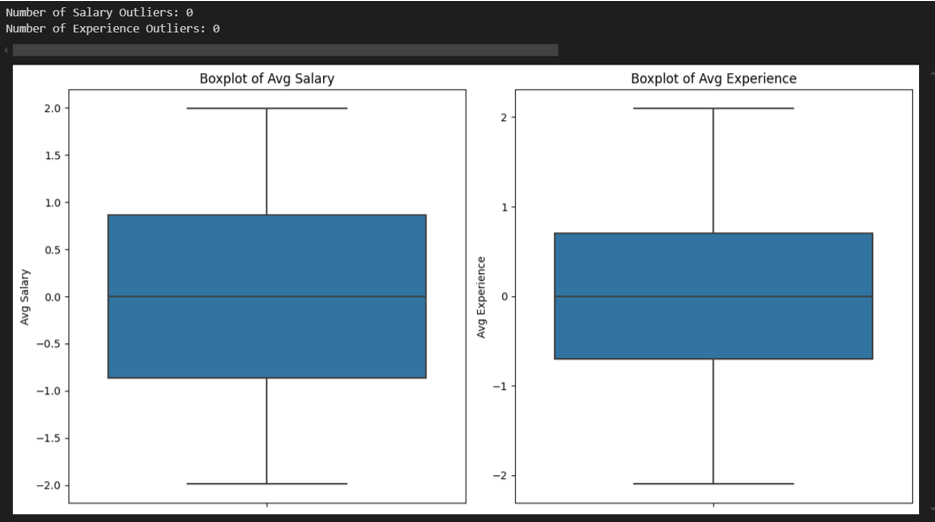 Number of Salary Outliers: 0
Number of Experience Outliers: 0
Boxplot of Avg Salary
Avg Salary
2.0
1.5
1.0
0.5
0.0
−0.5
−1.0
−1.5
−2.0
Boxplot of Avg Experience
Avg Experience
2
1
0
−1
−2